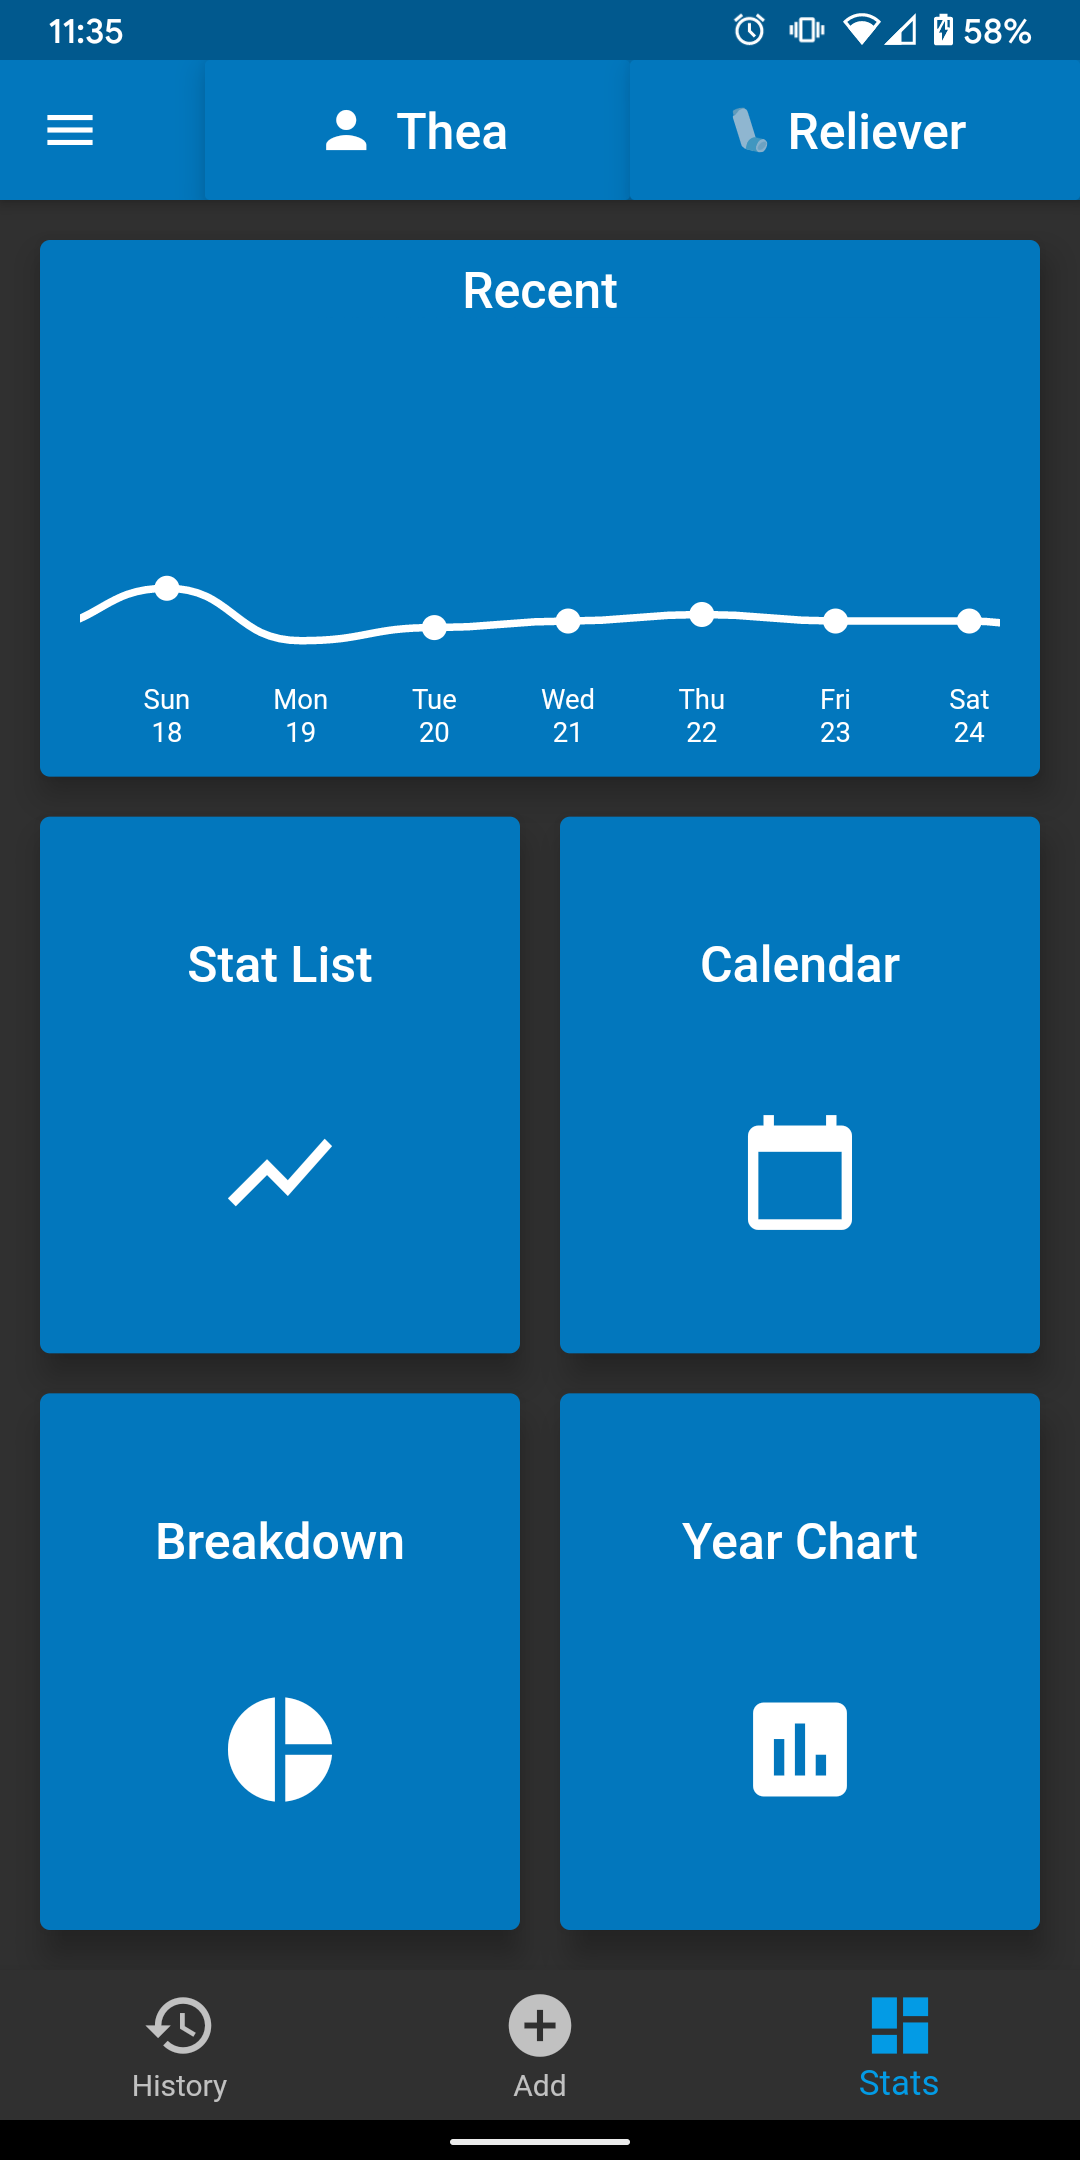 11:35 58%
Thea Reliever
Recent
Sun Mon Tue Wed Thu Fri Sat
18 19 20 21 22 23 24
Stat List Calendar
Breakdown Year Chart
History Add Stats